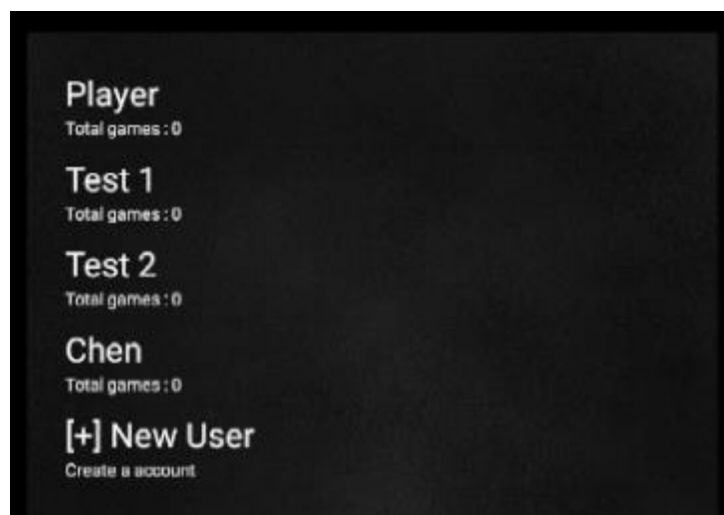 Player
Total games : 0
Test 1
Total games : 0
Test 2
Total games : 0
Chen
Total games : 0
[+] New User
Create a account